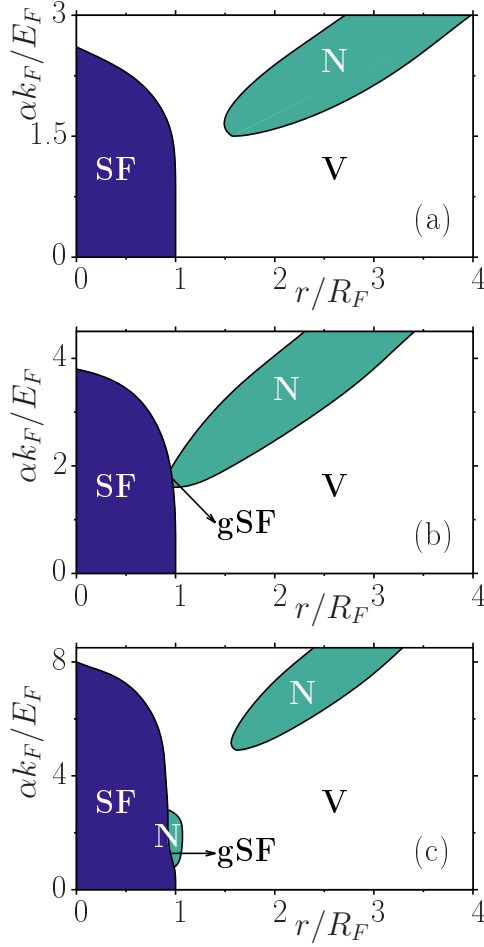 3
αk_F/E_F
N
1.5
SF
V
(a)
0
0 1 2 3 4
r/R_F
4
αk_F/E_F
N
2
SF
V
gSF
(b)
0
0 1 2 3 4
r/R_F
8
αk_F/E_F
N
4
SF
V
N
gSF
(c)
0
0 1 2 3 4
r/R_F